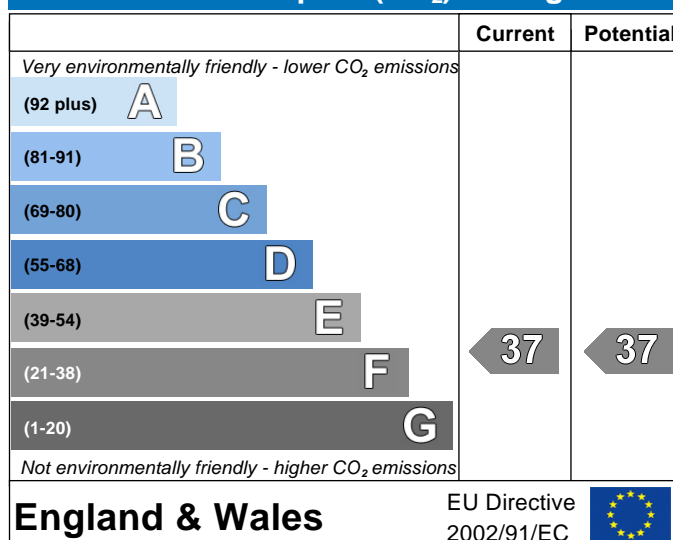 Current Potential
Very environmentally friendly - lower CO₂ emissions
(92 plus) A
(81-91) B
(69-80) C
(55-68) D
(39-54) E
(21-38) F
37 37
(1-20) G
Not environmentally friendly - higher CO₂ emissions
England & Wales
EU Directive
2002/91/EC